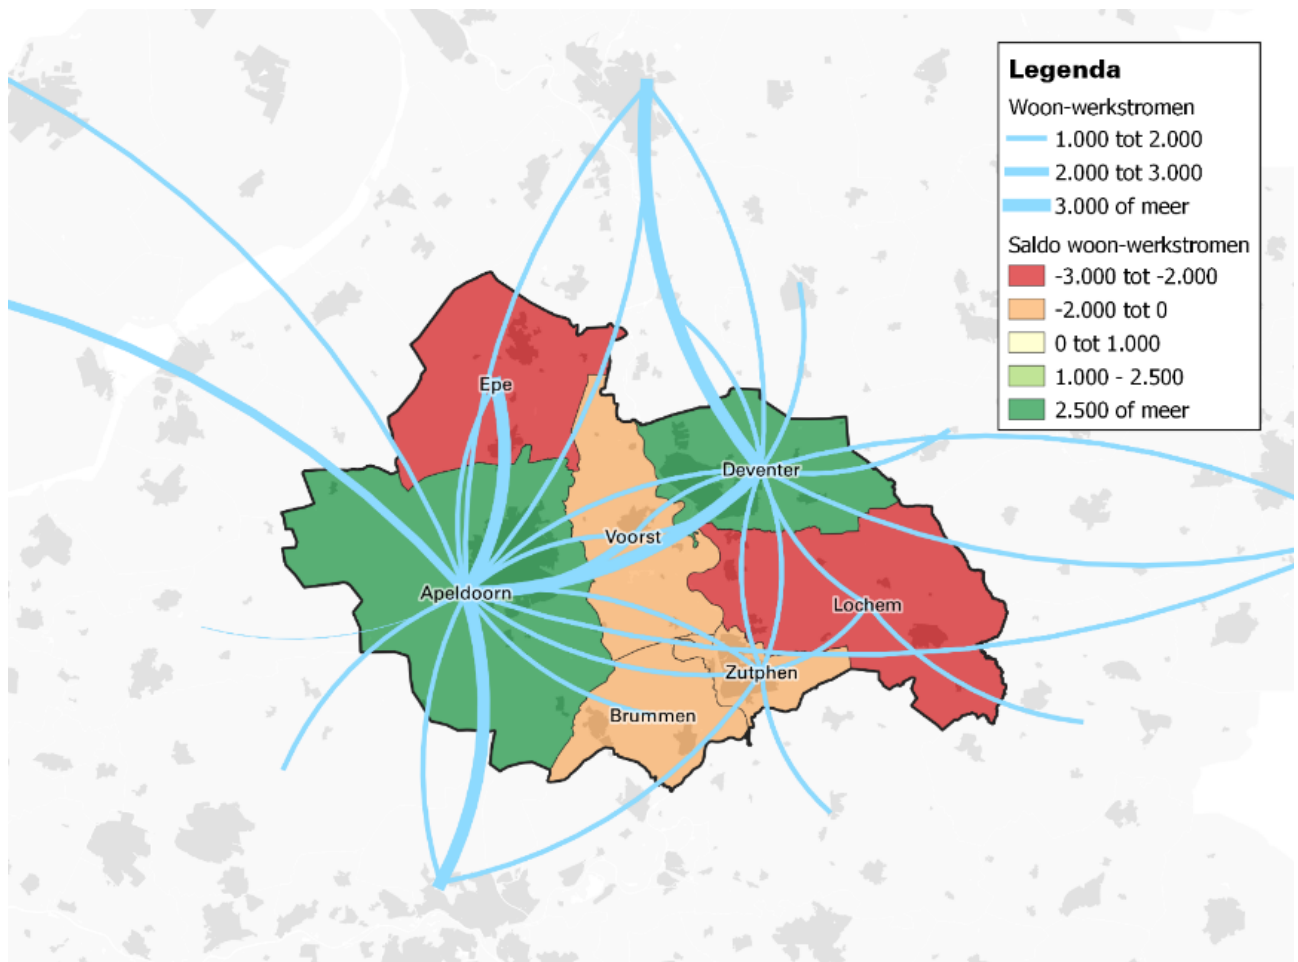 Legenda
Woon-werkstromen
1.000 tot 2.000
2.000 tot 3.000
3.000 of meer
Saldo woon-werkstromen
-3.000 tot -2.000
-2.000 tot 0
0 tot 1.000
1.000 - 2.500
2.500 of meer
Epe
Deventer
Voorst
Apeldoorn
Lochem
Zutphen
Brummen